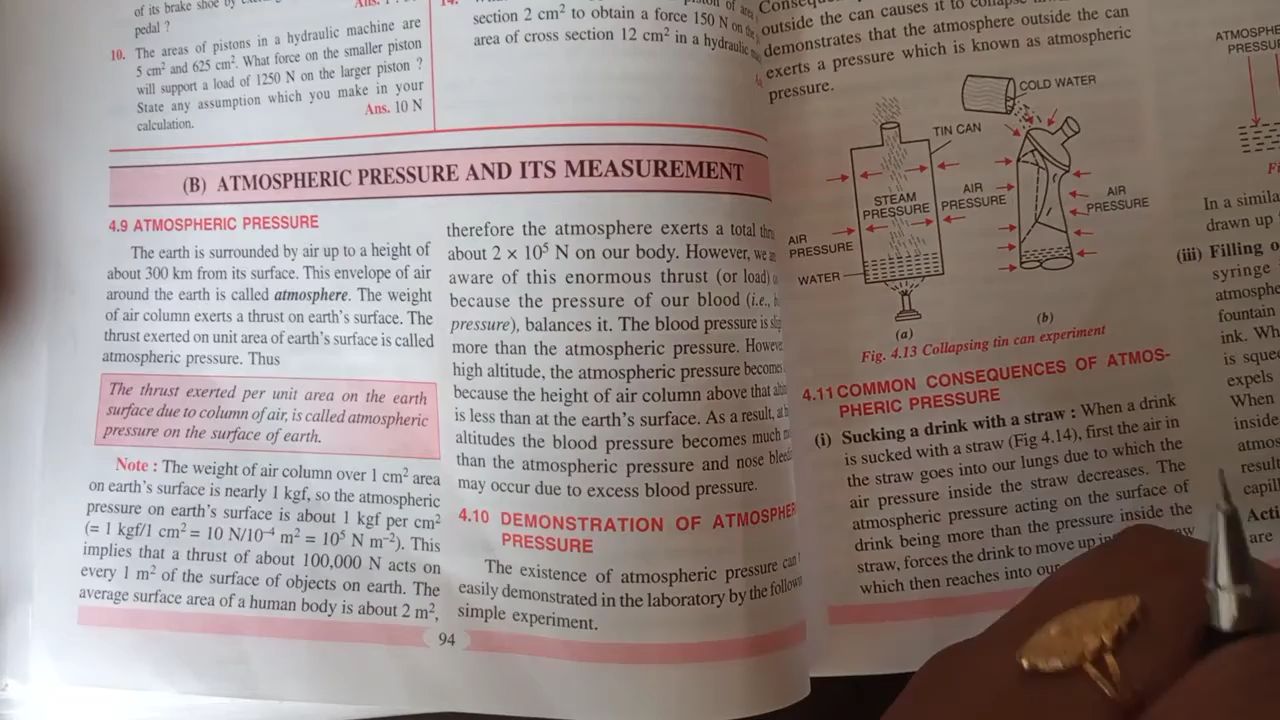 of its brake shoe by
pedal ?
10. The areas of pistons in a hydraulic machine are
5 cm² and 625 cm². What force on the smaller piston
will support a load of 1250 N on the larger piston ?
State any assumption which you make in your
calculation.
Ans. 10 N
section 2 cm² to obtain a force 150 N on the
area of cross section 12 cm² in a hydraulic
(B) ATMOSPHERIC PRESSURE AND ITS MEASUREMENT
4.9 ATMOSPHERIC PRESSURE
The earth is surrounded by air up to a height of
about 300 km from its surface. This envelope of air
around the earth is called atmosphere. The weight
of air column exerts a thrust on earth's surface. The
thrust exerted on unit area of earth's surface is called
atmospheric pressure. Thus
The thrust exerted per unit area on the earth
surface due to column of air, is called atmospheric
pressure on the surface of earth.
Note : The weight of air column over 1 cm² area
on earth's surface is nearly 1 kgf, so the atmospheric
pressure on earth's surface is about 1 kgf per cm²
(= 1 kgf/1 cm² = 10 N/10⁻⁴ m² = 10⁵ N m⁻²). This
implies that a thrust of about 100,000 N acts on
every 1 m² of the surface of objects on earth. The
average surface area of a human body is about 2 m²,
therefore the atmosphere exerts a total
about 2 × 10⁵ N on our body. However, we
aware of this enormous thrust (or load)
because the pressure of our blood (i.e.,
pressure), balances it. The blood pressure is
more than the atmospheric pressure. However
high altitude, the atmospheric pressure becomes
because the height of air column above that
is less than at the earth's surface. As a result,
altitudes the blood pressure becomes much
than the atmospheric pressure and nose
may occur due to excess blood pressure.
4.10 DEMONSTRATION OF
PRESSURE
The existence of atmospheric pressure can
easily demonstrated in the laboratory by the
simple experiment.
94
outside the can causes it to collapse
demonstrates that the atmosphere outside the can
exerts a pressure which is known as atmospheric
pressure.
COLD WATER
TIN CAN
STEAM
PRESSURE
AIR
PRESSURE
AIR
PRESSURE
AIR
PRESSURE
WATER
(a)
(b)
Fig. 4.13 Collapsing tin can experiment
4.11 COMMON CONSEQUENCES OF ATMOS-
PHERIC PRESSURE
(i) Sucking a drink with a straw : When a drink
is sucked with a straw (Fig 4.14), first the air in
the straw goes into our lungs due to which the
air pressure inside the straw decreases. The
atmospheric pressure acting on the surface of
drink being more than the pressure inside the
straw, forces the drink to move up
which then reaches into our
In a
drawn up
(iii) Filling
syringe
fountain
ink.
is
expels
When
inside
are